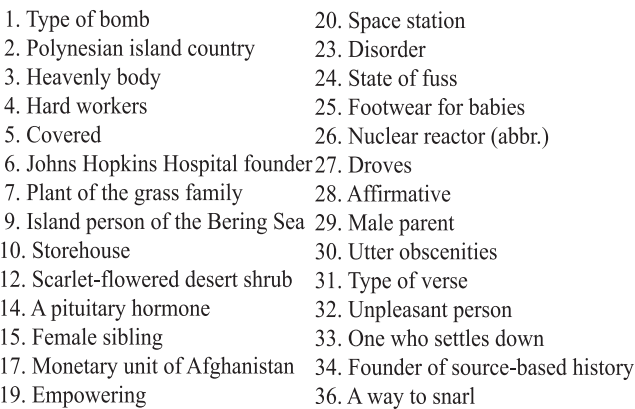 1. Type of bomb
2. Polynesian island country
3. Heavenly body
4. Hard workers
5. Covered
6. Johns Hopkins Hospital founder
7. Plant of the grass family
9. Island person of the Bering Sea
10. Storehouse
12. Scarlet-flowered desert shrub
14. A pituitary hormone
15. Female sibling
17. Monetary unit of Afghanistan
19. Empowering
20. Space station
23. Disorder
24. State of fuss
25. Footwear for babies
26. Nuclear reactor (abbr.)
27. Droves
28. Affirmative
29. Male parent
30. Utter obscenities
31. Type of verse
32. Unpleasant person
33. One who settles down
34. Founder of source-based history
36. A way to snarl